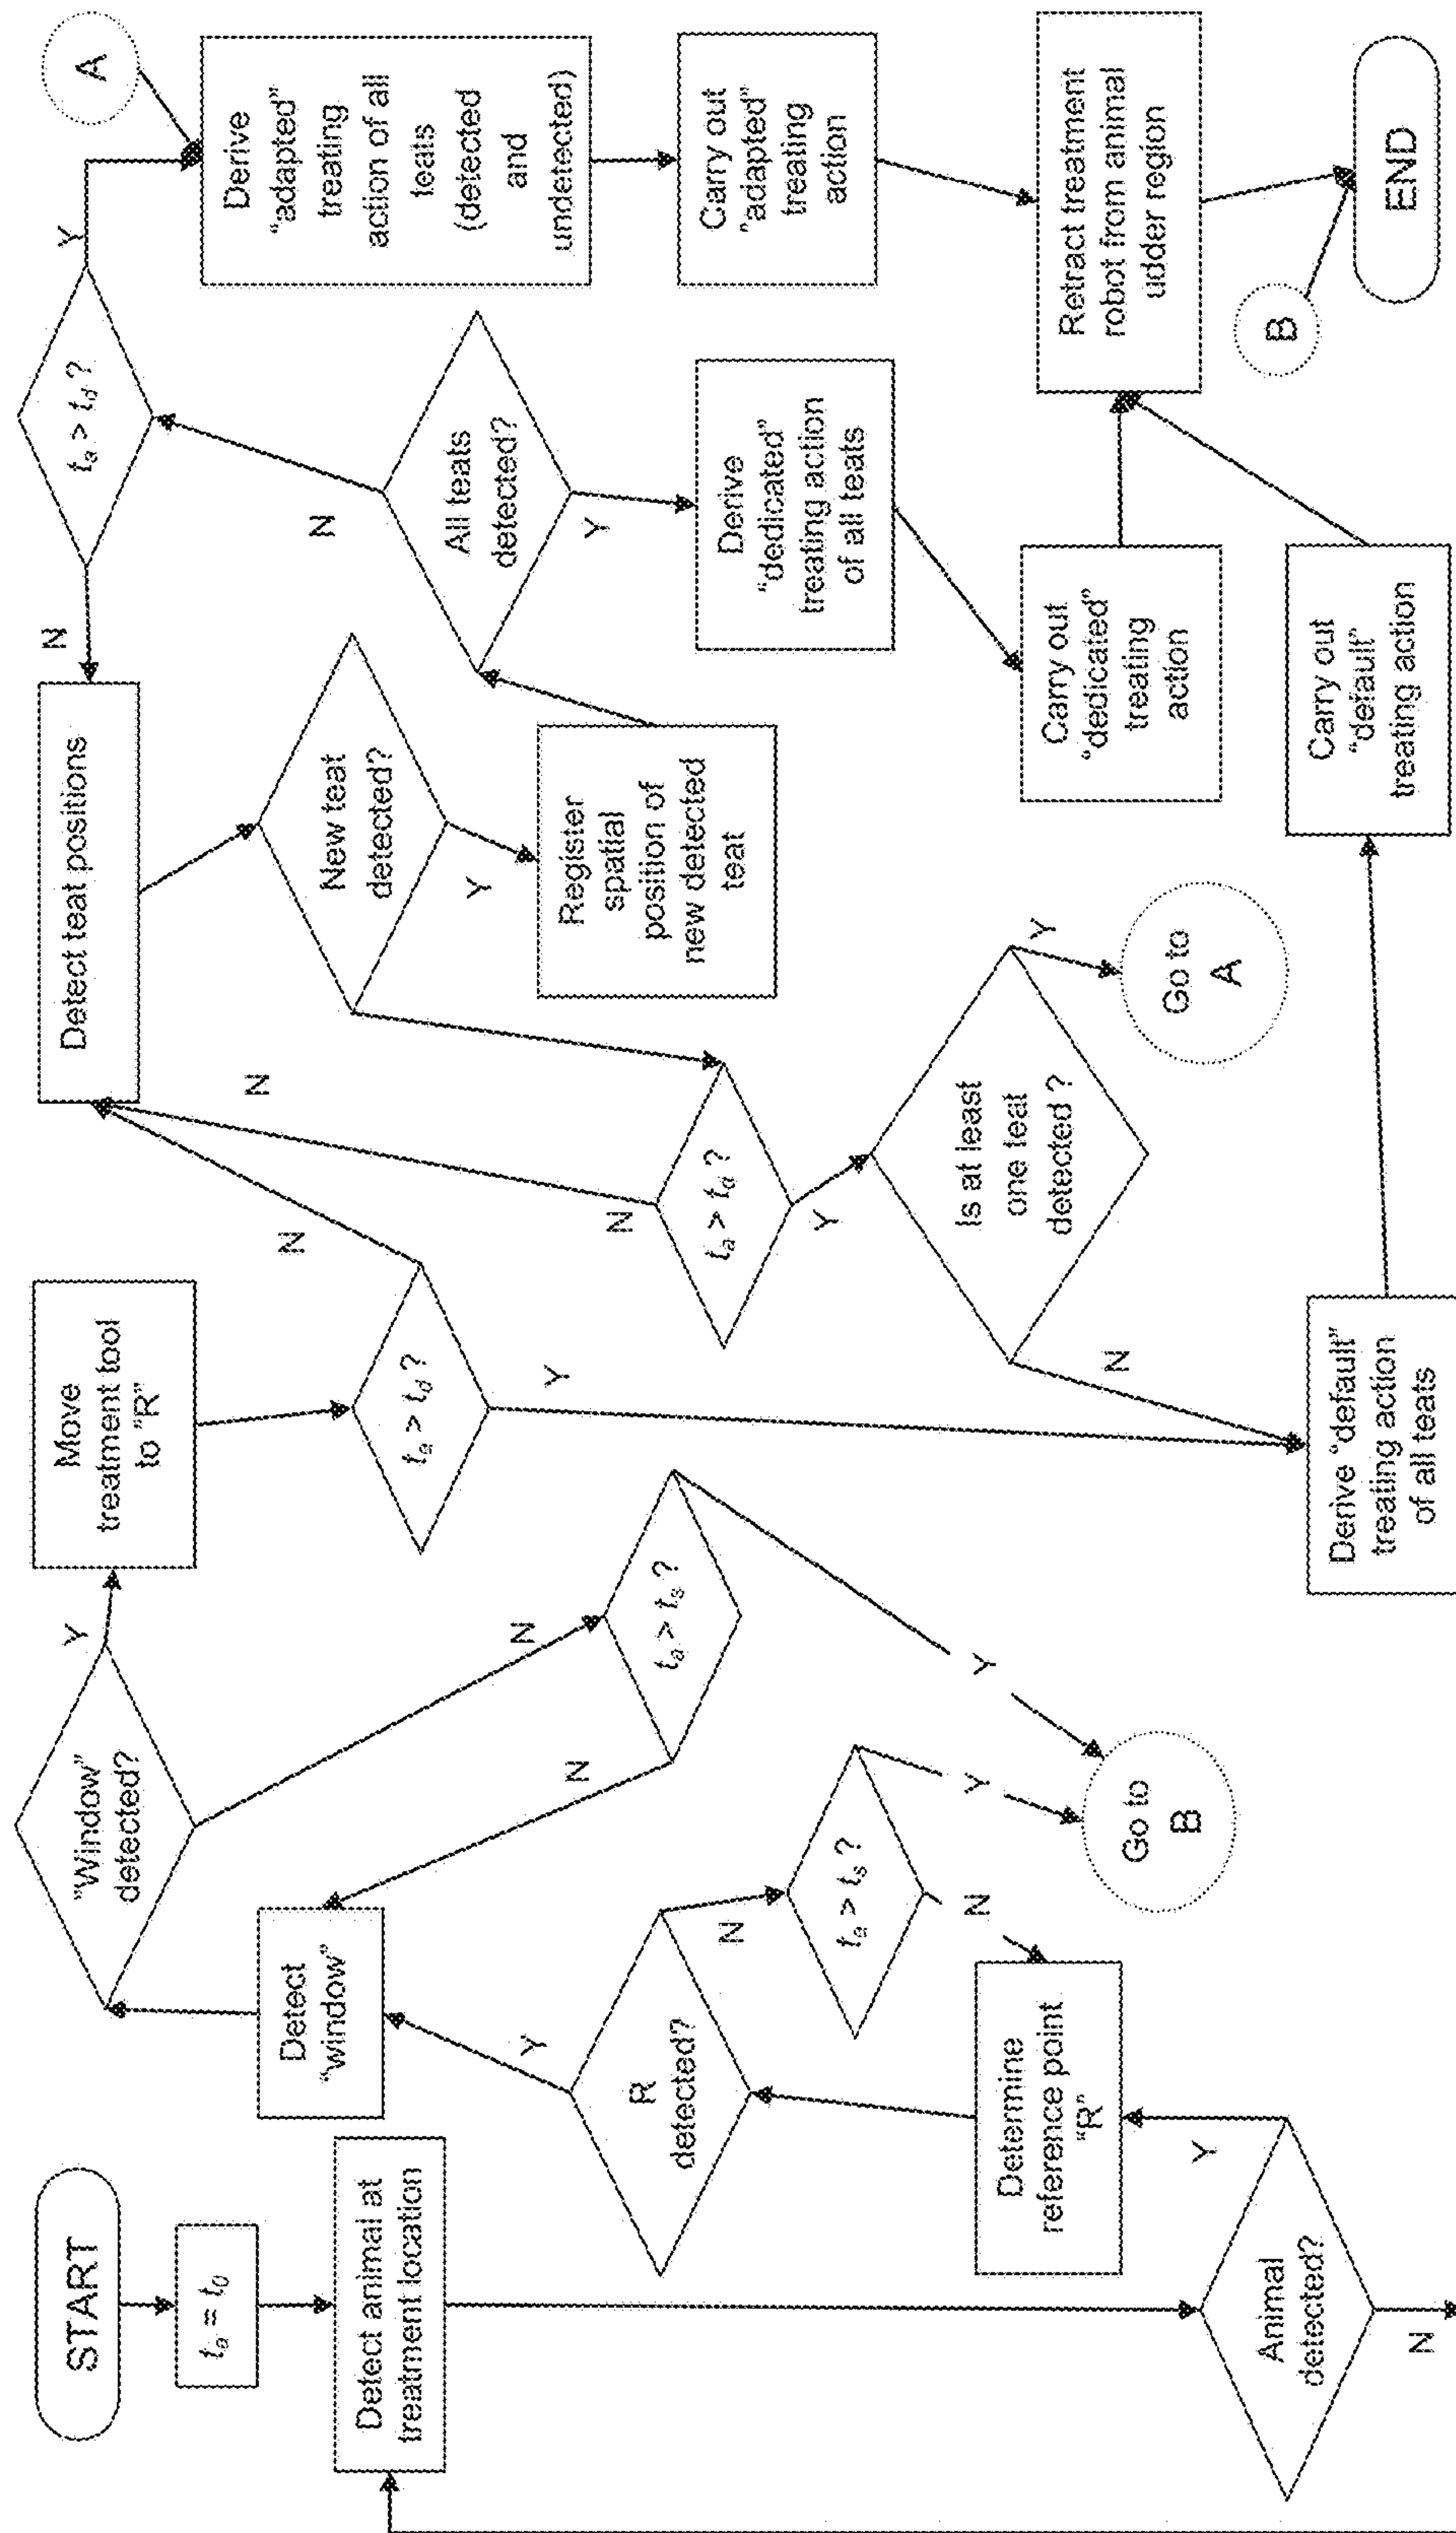 START
tₐ = t₀
Detect animal at
treatment location
Animal
detected?
N
Y
Determine
reference point
"R"
R
detected?
Y
N
tₐ > tₛ ?
N
Y
Go to
B
Detect
"window"
"Window"
detected?
Y
N
tₐ > tₛ ?
N
Y
Move
treatment tool
to "R"
tₐ > t_d ?
N
Y
Detect teat positions
New teat
detected?
N
Y
tₐ > t_d ?
N
Y
Is at least
one teat
detected ?
N
Y
Go to
A
Derive "default"
treating action
of all teats
Carry out
"default"
treating action
Register
spatial
position of
new detected
teat
All teats
detected?
N
Y
tₐ > t_d ?
N
Y
Derive
"dedicated"
treating action
of all teats
Carry out
"dedicated"
treating
action
A
Derive
"adapted"
treating
action of all
teats
(detected
and
undetected)
Carry out
"adapted"
treating
action
Retract treatment
robot from animal
udder region
B
END